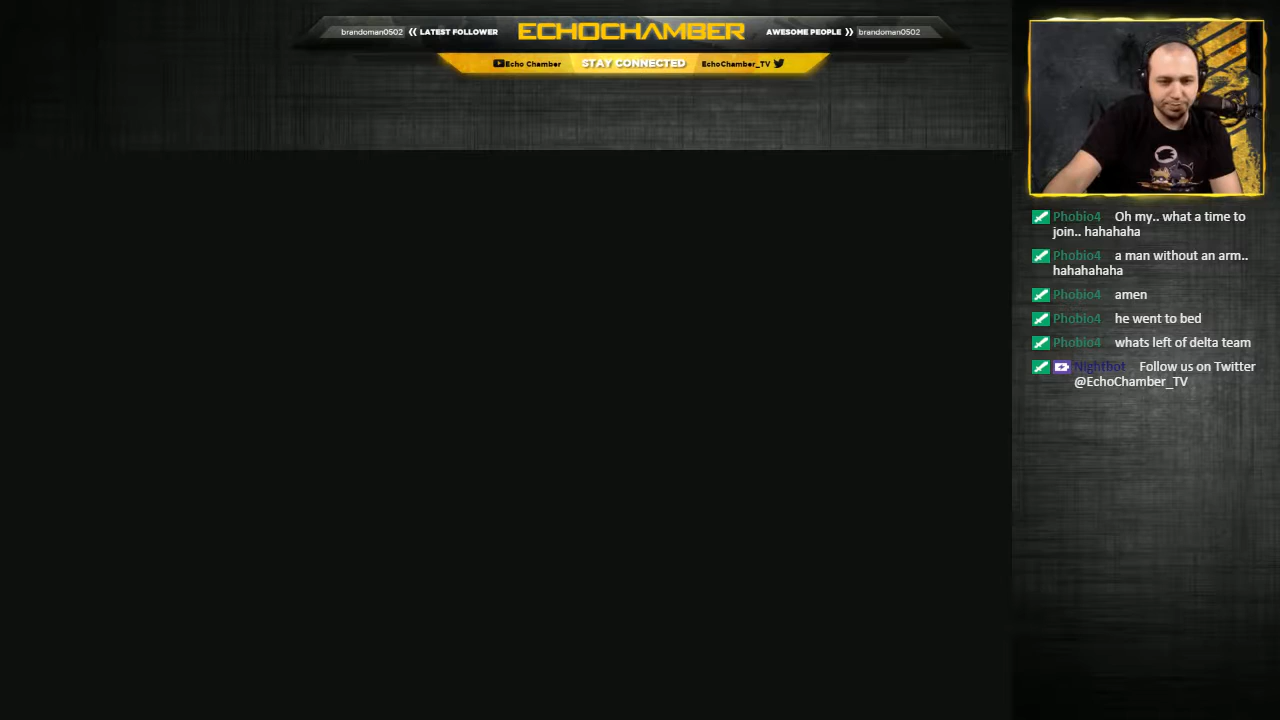 brandoman0502 LATEST FOLLOWER ECHOCHAMBER AWESOME PEOPLE brandoman0502
Echo Chamber STAY CONNECTED EchoChamber_TV
Phobio4 Oh my.. what a time to
join.. hahahaha
Phobio4 a man without an arm..
hahahahaha
Phobio4 amen
Phobio4 he went to bed
Phobio4 whats left of delta team
Nightbot Follow us on Twitter
@EchoChamber_TV